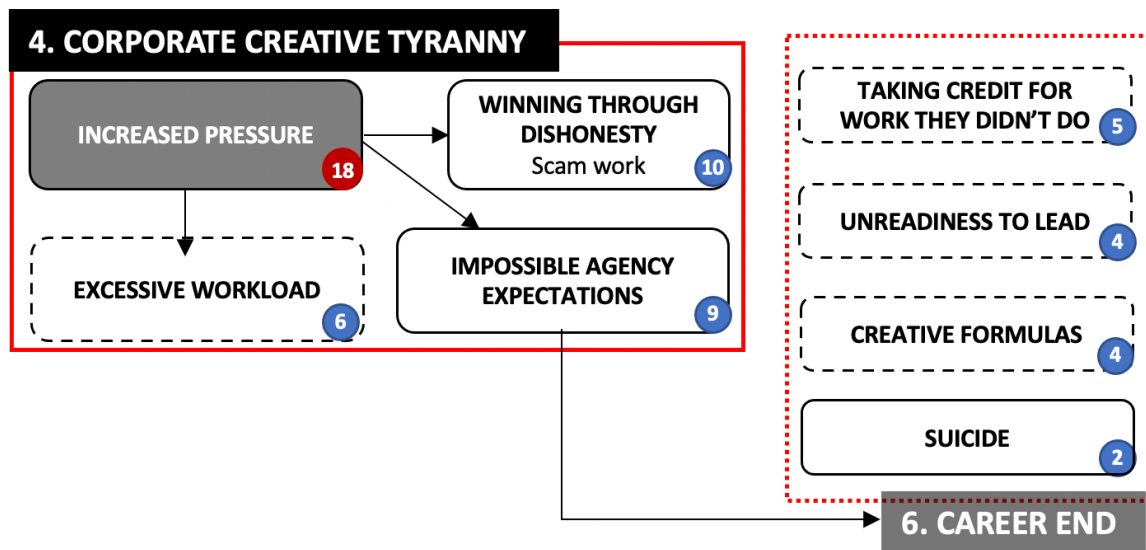 4. CORPORATE CREATIVE TYRANNY
INCREASED PRESSURE
18
WINNING THROUGH
DISHONESTY
Scam work
10
EXCESSIVE WORKLOAD
6
IMPOSSIBLE AGENCY
EXPECTATIONS
9
TAKING CREDIT FOR
WORK THEY DIDN’T DO
5
UNREADINESS TO LEAD
4
CREATIVE FORMULAS
4
SUICIDE
2
6. CAREER END